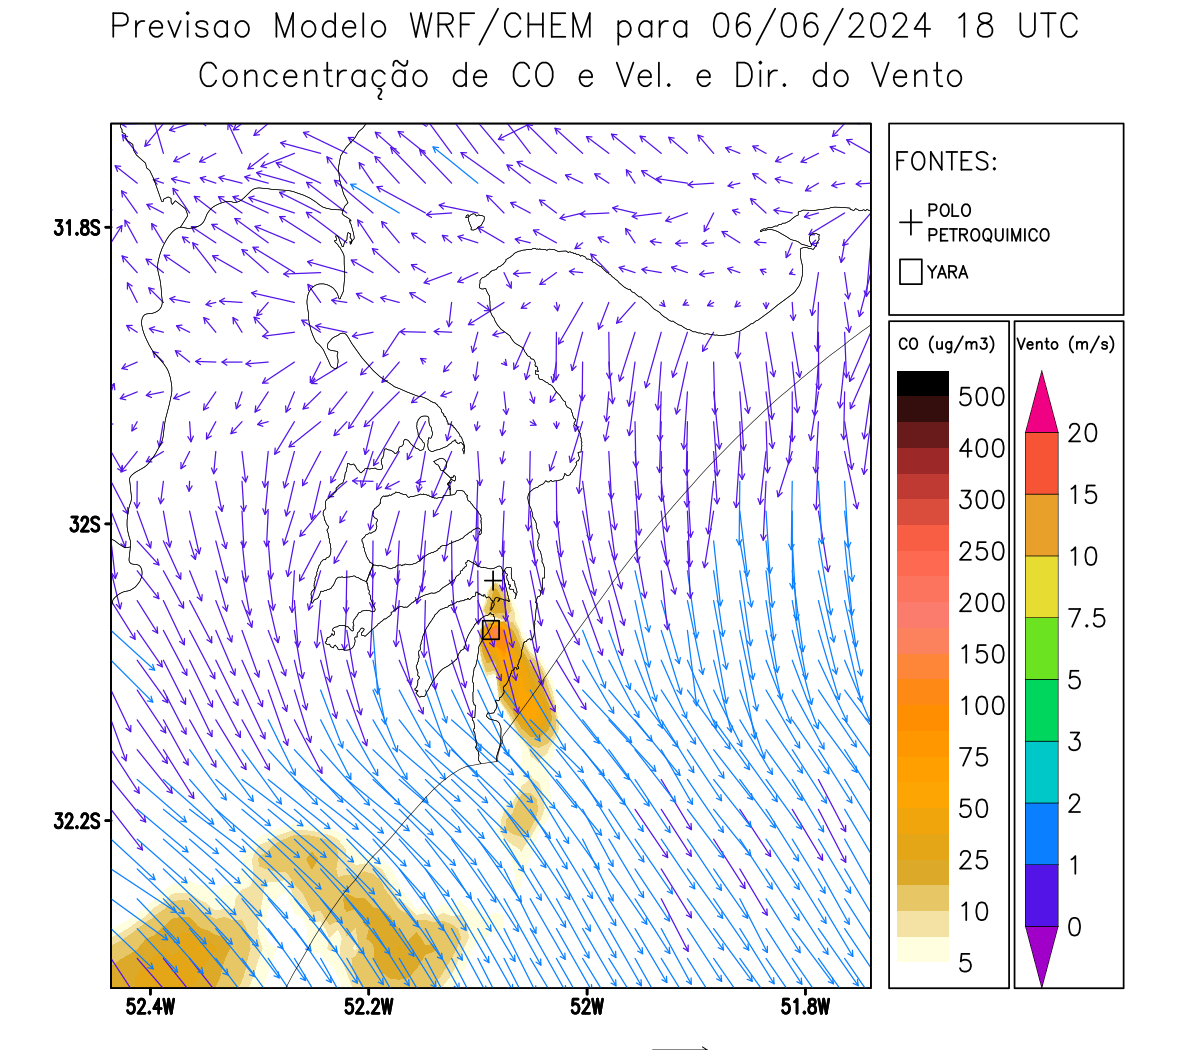 Previsao Modelo WRF/CHEM para 06/06/2024 18 UTC
Concentração de CO e Vel. e Dir. do Vento
FONTES:
POLO
PETROQUIMICO
YARA
31.8S
32S
32.2S
52.4W
52.2W
52W
51.8W
CO (ug/m3)
500
400
300
250
200
150
100
75
50
25
10
5
Vento (m/s)
20
15
10
7.5
5
3
2
1
0